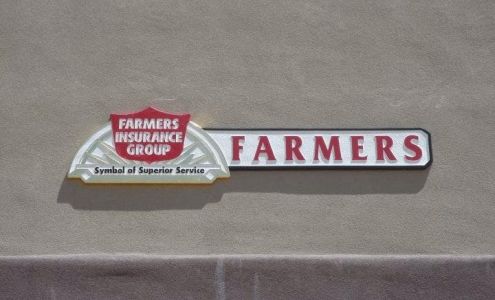 FARMERS
INSURANCE
GROUP
Symbol of Superior Service
FARMERS